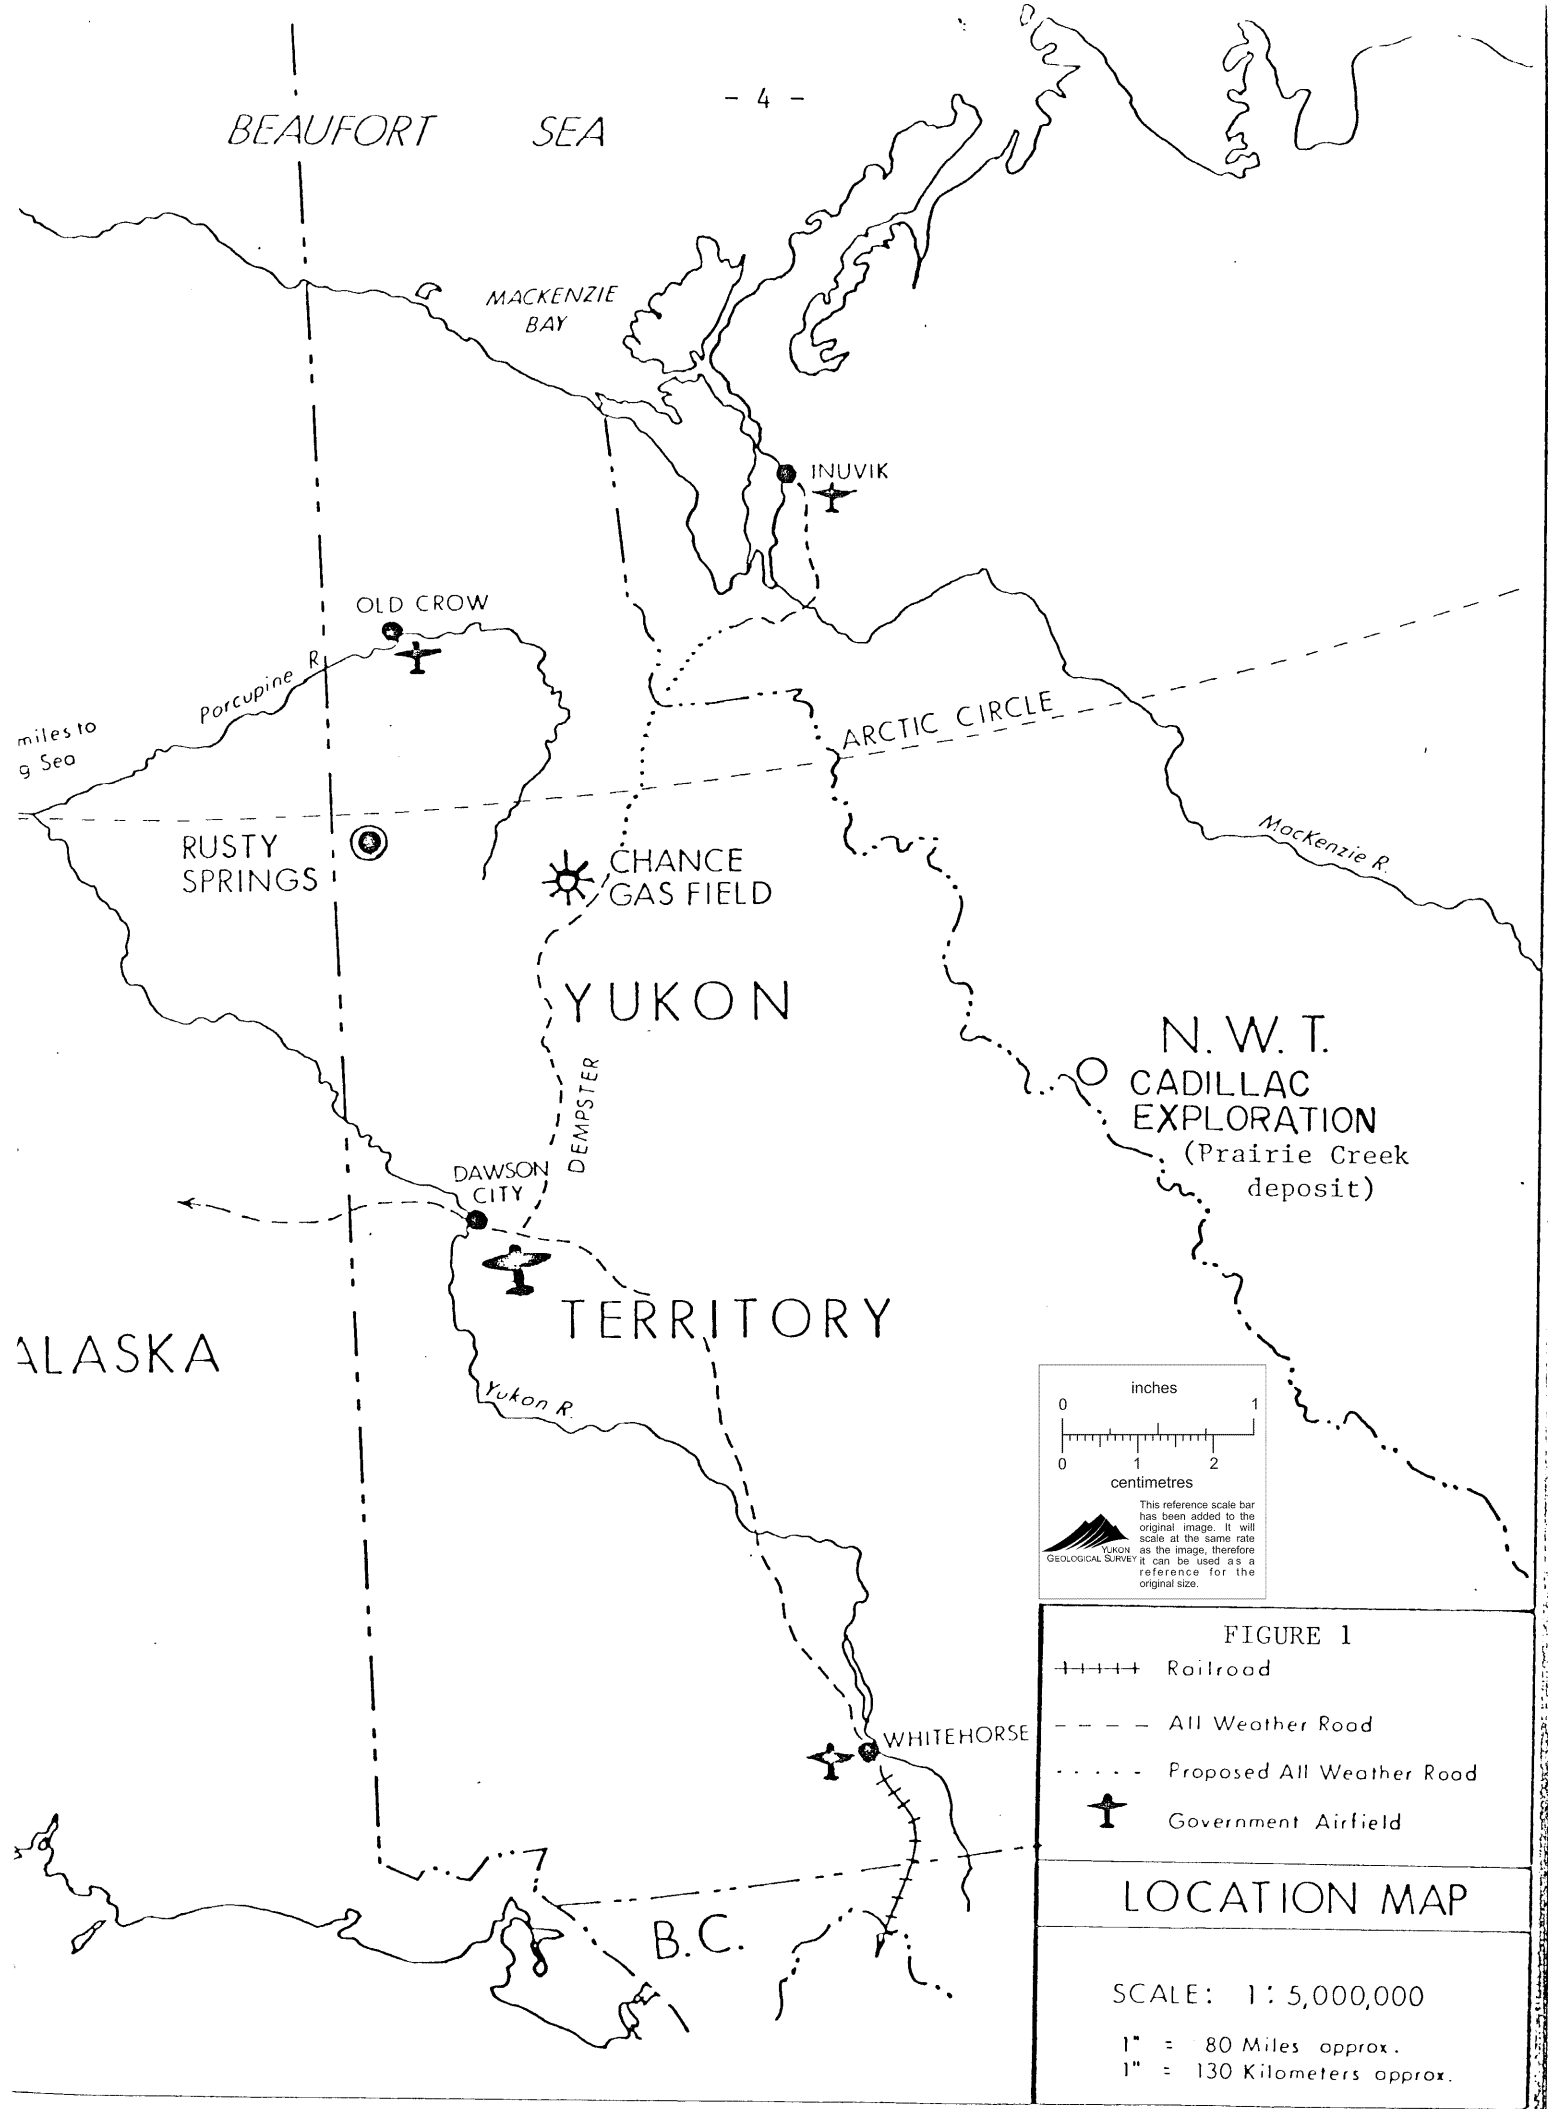 - 4 -
BEAUFORT SEA
MACKENZIE
BAY
INUVIK
OLD CROW
Porcupine R.
miles to
g Sea
ARCTIC CIRCLE
RUSTY
SPRINGS
CHANCE
GAS FIELD
MacKenzie R.
YUKON
N. W. T.
CADILLAC
EXPLORATION
(Prairie Creek
deposit)
DEMPSTER
DAWSON
CITY
TERRITORY
ALASKA
Yukon R.
inches
0 1
0 1 2
centimetres
This reference scale bar
has been added to the
original image. It will
scale at the same rate
as the image, therefore
it can be used as a
reference for the
original size.
YUKON
GEOLOGICAL SURVEY
WHITEHORSE
B.C.
FIGURE 1
Railroad
All Weather Road
Proposed All Weather Road
Government Airfield
LOCATION MAP
SCALE: 1:5,000,000
1" = 80 Miles approx.
1" = 130 Kilometers approx.